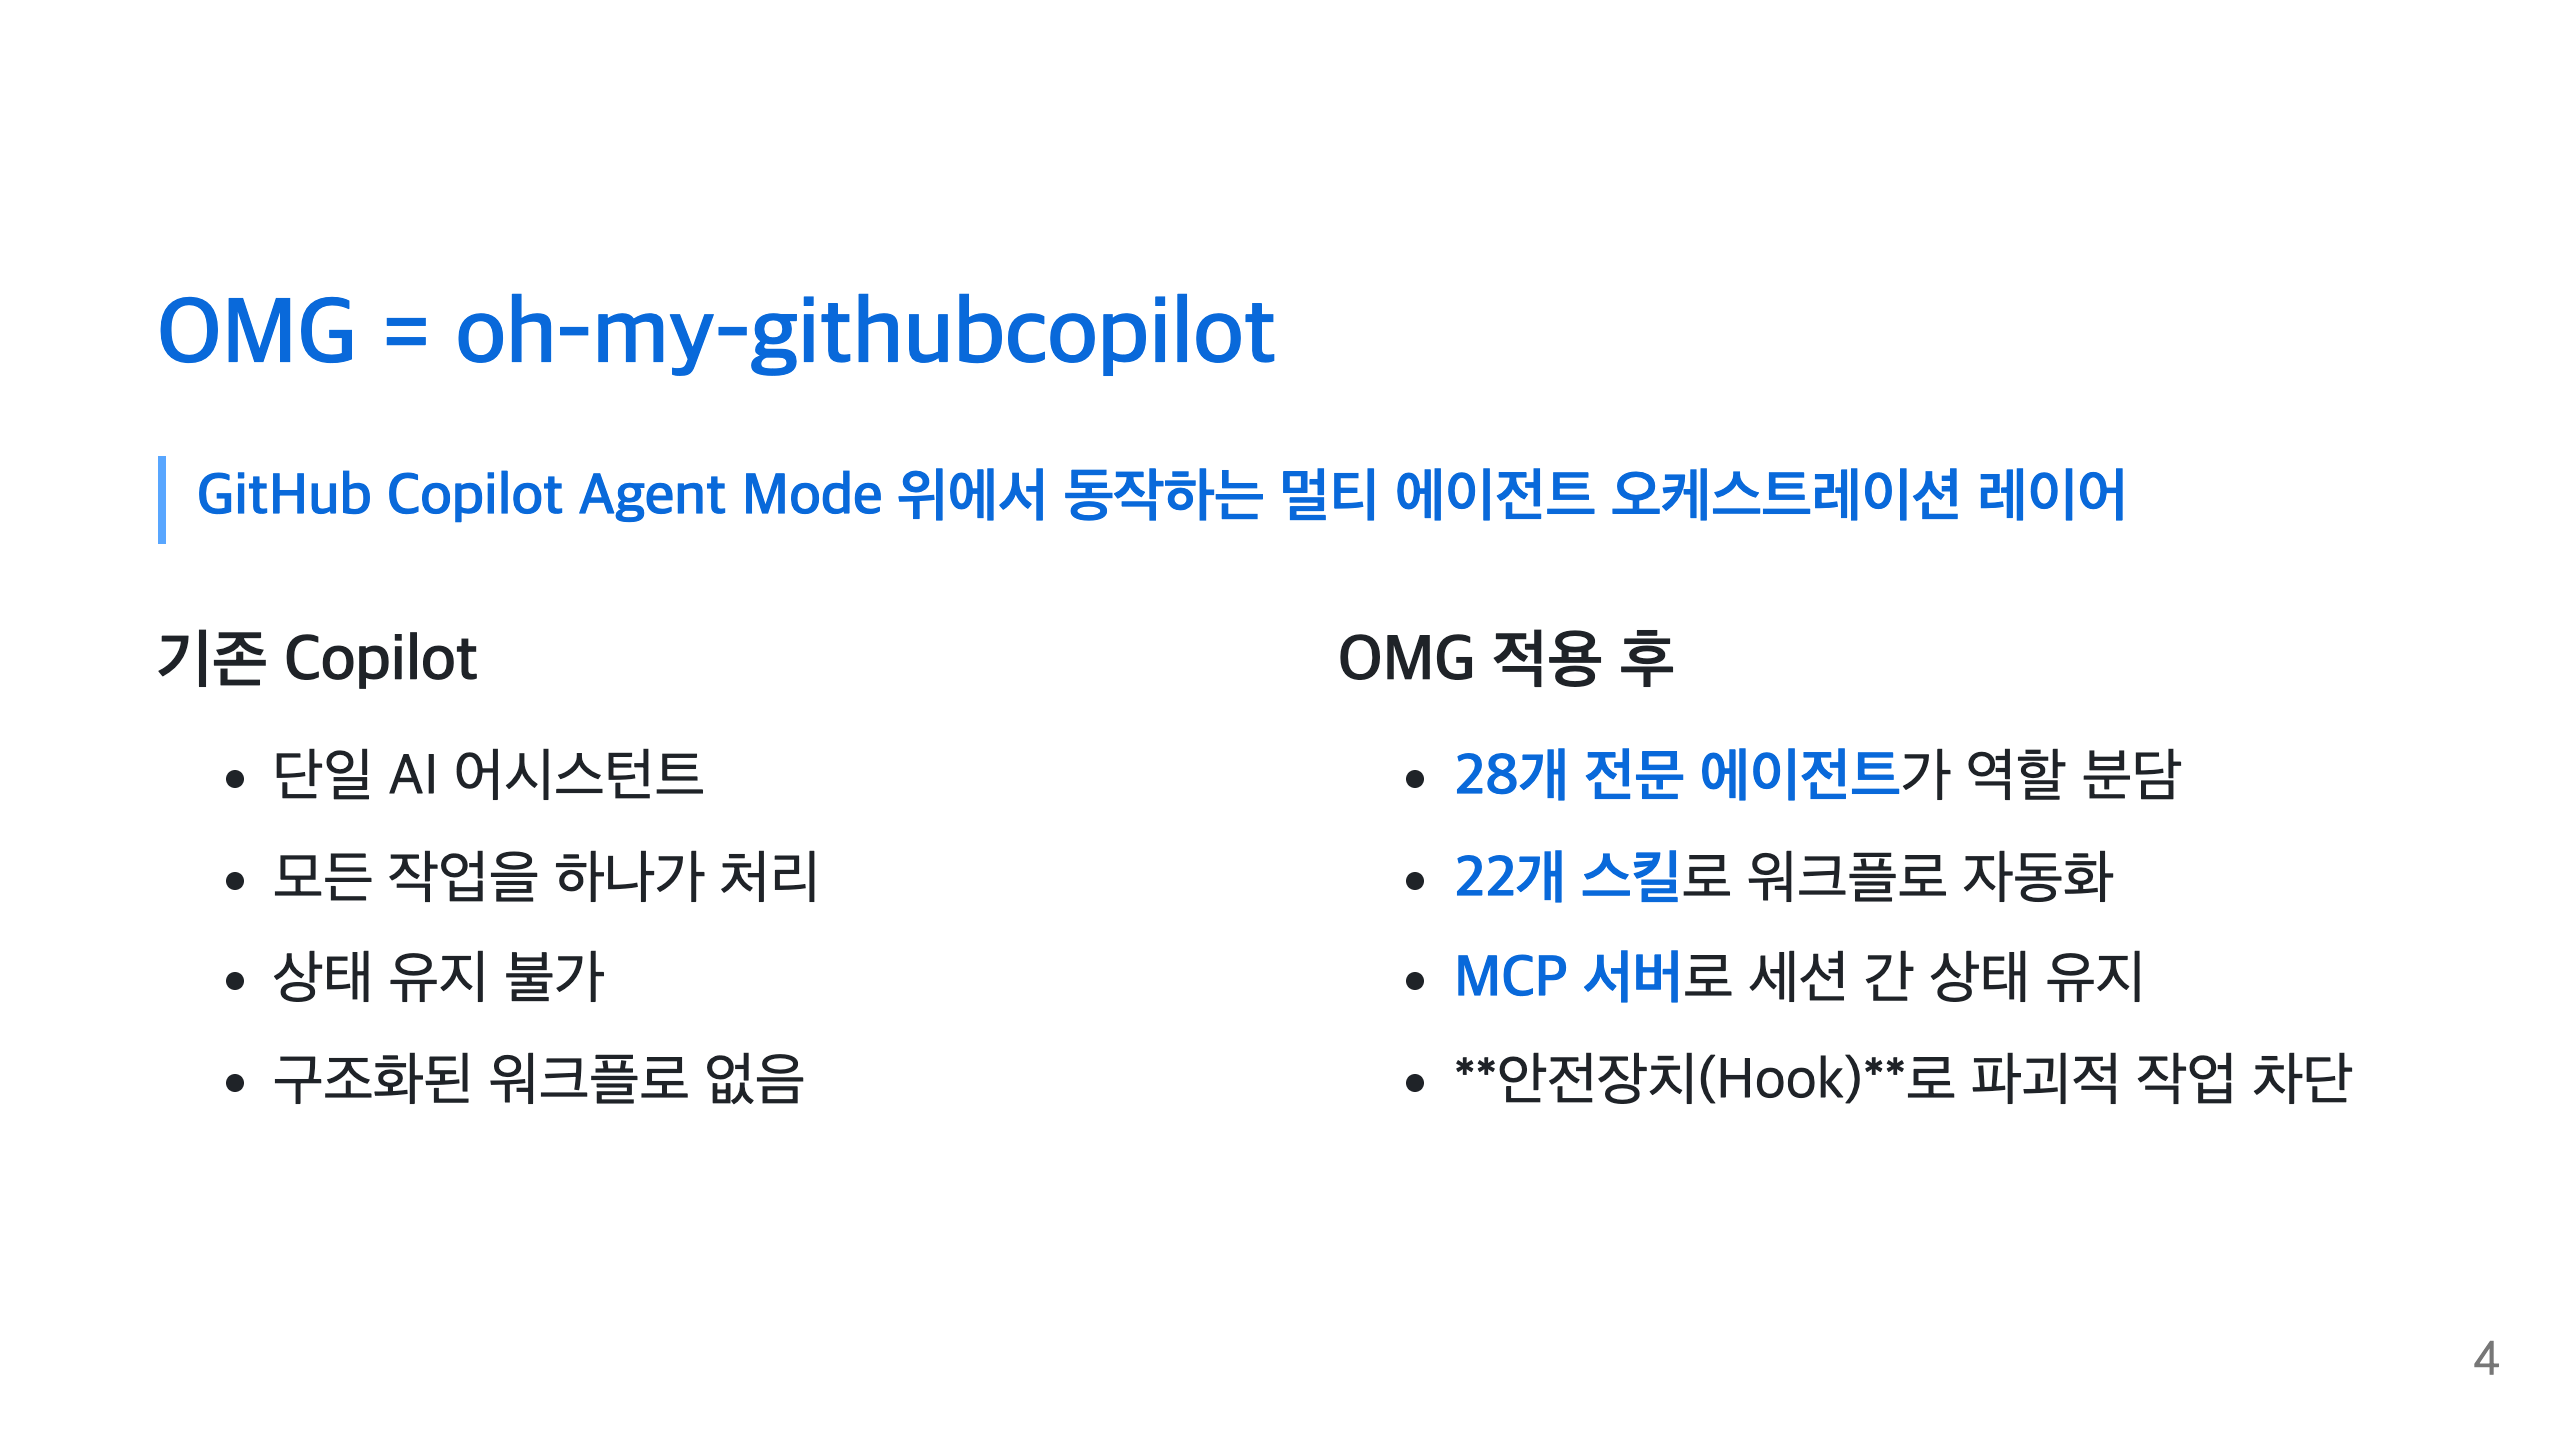 OMG = oh-my-githubcopilot
GitHub Copilot Agent Mode 위에서 동작하는 멀티 에이전트 오케스트레이션 레이어
기존 Copilot
• 단일 AI 어시스턴트
• 모든 작업을 하나가 처리
• 상태 유지 불가
• 구조화된 워크플로 없음
OMG 적용 후
• 28개 전문 에이전트가 역할 분담
• 22개 스킬로 워크플로 자동화
• MCP 서버로 세션 간 상태 유지
• **안전장치(Hook)**로 파괴적 작업 차단
4